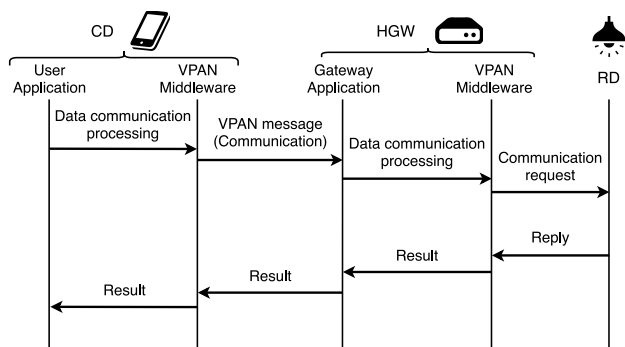 CD
HGW
User
Application
VPAN
Middleware
Gateway
Application
VPAN
Middleware
RD
Data communication
processing
VPAN message
(Communication)
Data communication
processing
Communication
request
Reply
Result
Result
Result